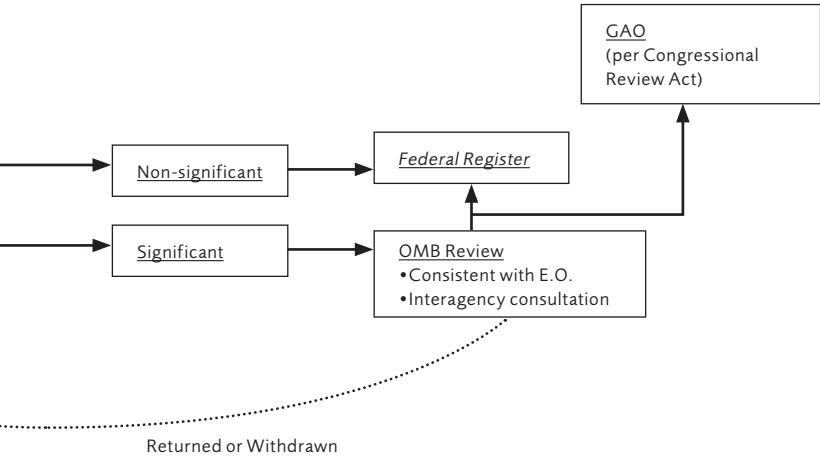 GAO
(per Congressional
Review Act)
Federal Register
Non-significant
Significant
OMB Review
•Consistent with E.O.
•Interagency consultation
Returned or Withdrawn